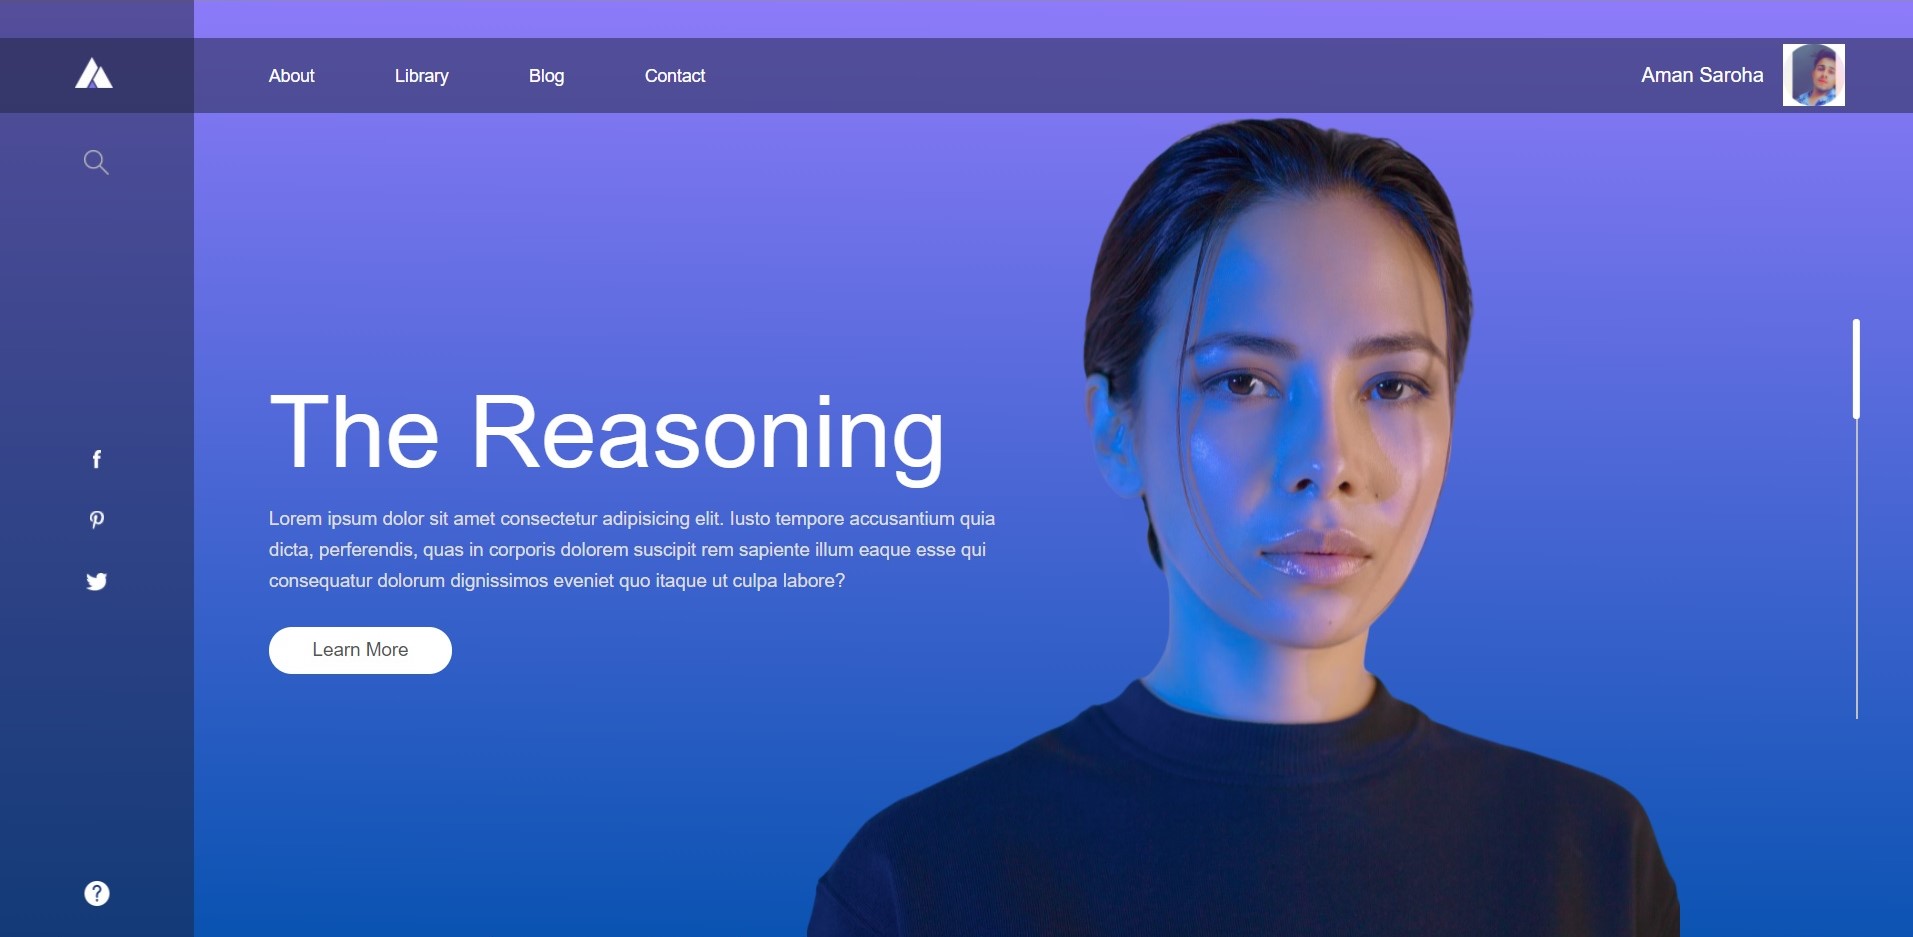 About
Library
Blog
Contact
Aman Saroha
The Reasoning
Lorem ipsum dolor sit amet consectetur adipisicing elit. Iusto tempore accusantium quia
dicta, perferendis, quas in corporis dolorem suscipit rem sapiente illum eaque esse qui
consequatur dolorum dignissimos eveniet quo itaque ut culpa labore?
Learn More